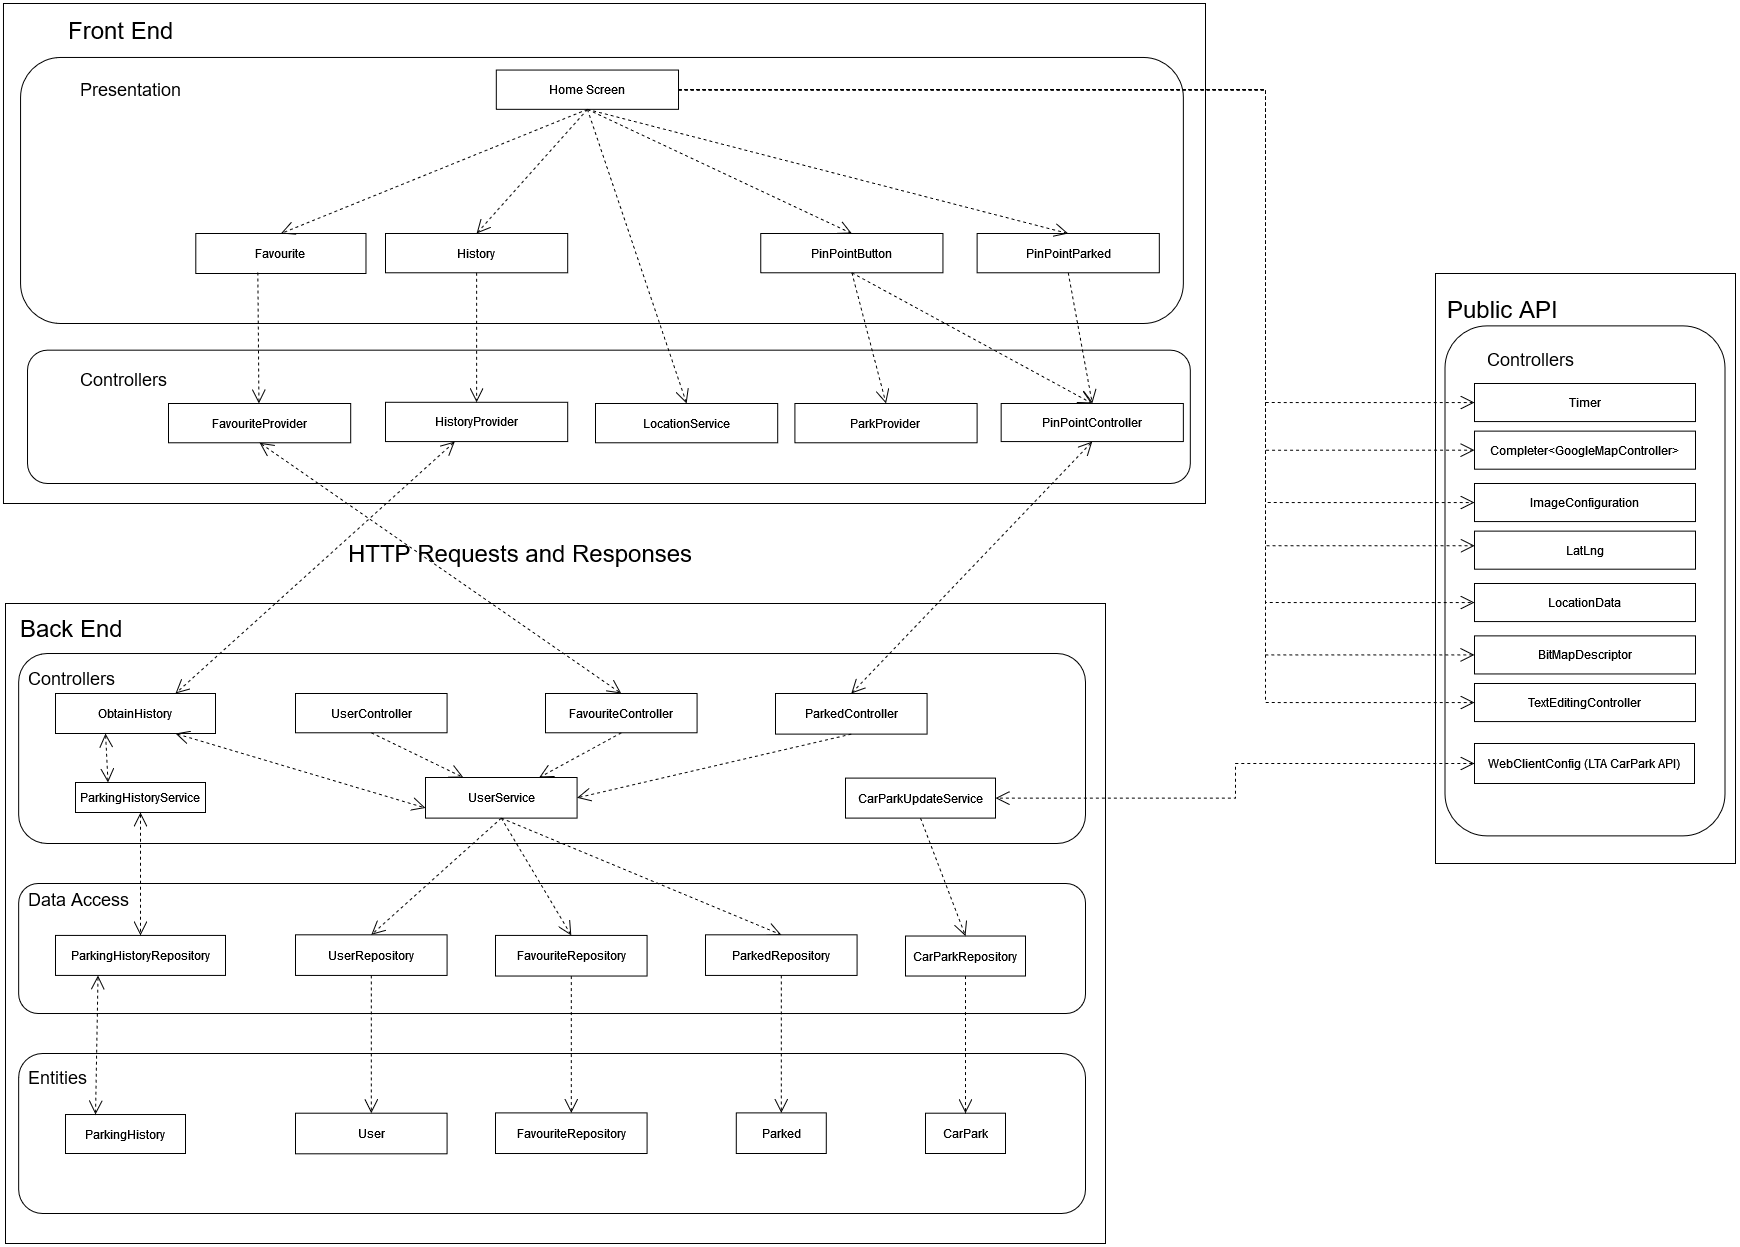 Front End
Presentation
Home Screen
Favourite
History
PinPointButton
PinPointParked
Controllers
FavouriteProvider
HistoryProvider
LocationService
ParkProvider
PinPointController
HTTP Requests and Responses
Back End
Controllers
ObtainHistory
UserController
FavouriteController
ParkedController
ParkingHistoryService
UserService
CarParkUpdateService
Data Access
ParkingHistoryRepository
UserRepository
FavouriteRepository
ParkedRepository
CarParkRepository
Entities
ParkingHistory
User
FavouriteRepository
Parked
CarPark
Public API
Controllers
Timer
Completer<GoogleMapController>
ImageConfiguration
LatLng
LocationData
BitMapDescriptor
TextEditingController
WebClientConfig (LTA CarPark API)